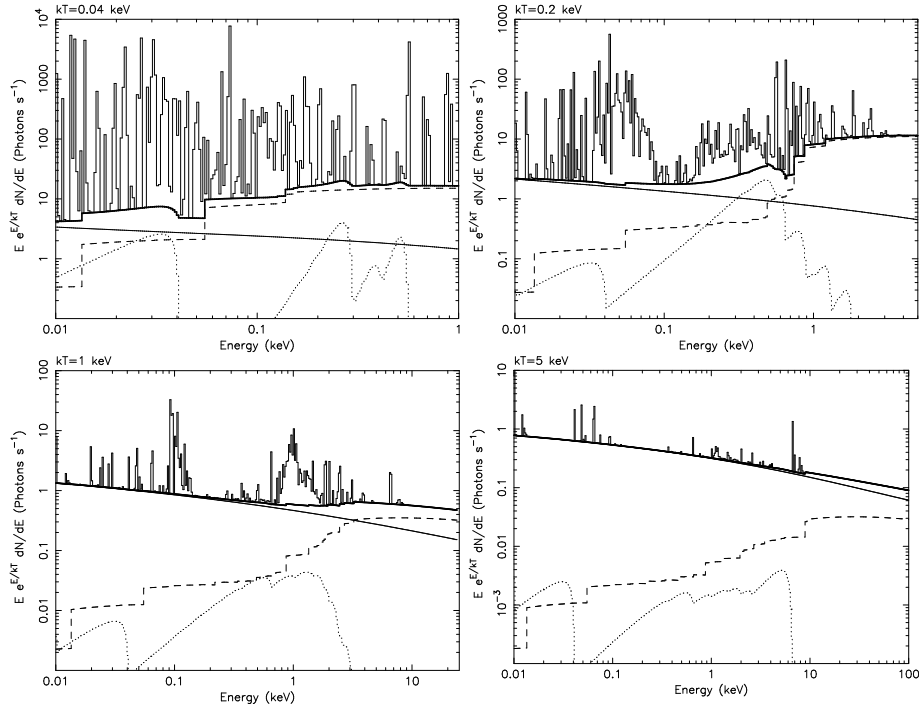 kT=0.04 keV
E e^{E/kT} dN/dE (Photons s⁻¹)
10⁴
1000
100
10
1
0.01
0.1
1
Energy (keV)
kT=0.2 keV
E e^{E/kT} dN/dE (Photons s⁻¹)
1000
100
10
1
0.1
0.01
0.1
1
Energy (keV)
kT=1 keV
E e^{E/kT} dN/dE (Photons s⁻¹)
100
10
1
0.1
0.01
0.01
0.1
1
10
Energy (keV)
kT=5 keV
E e^{E/kT} dN/dE (Photons s⁻¹)
10
1
0.1
0.01
10⁻³
0.01
0.1
1
10
100
Energy (keV)